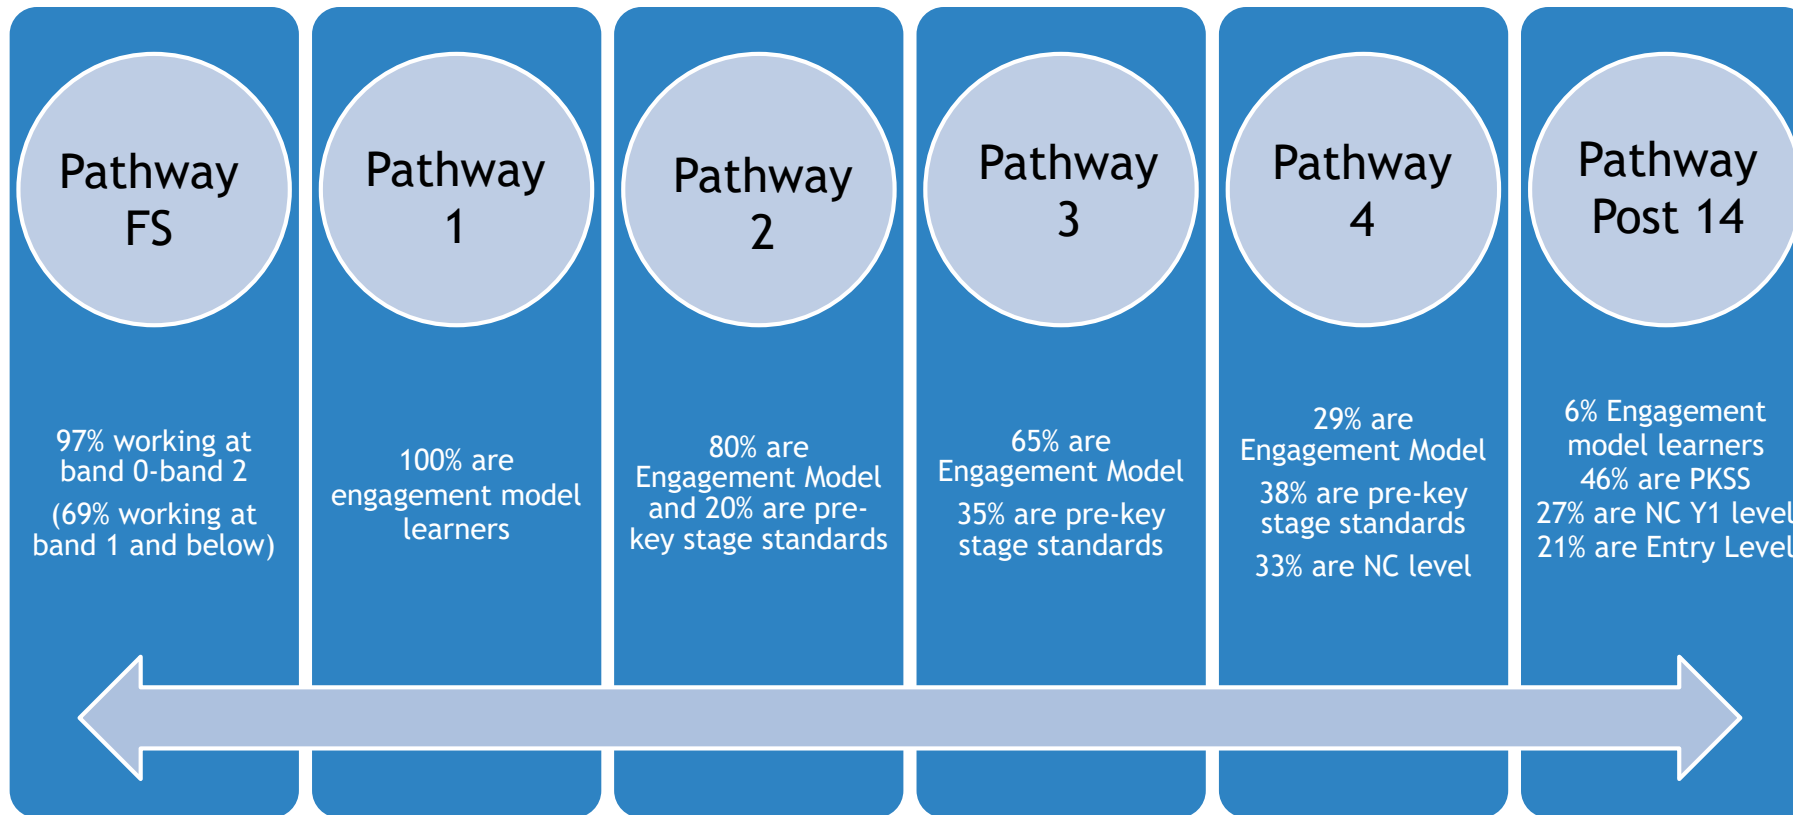 Pathway
FS
97% working at
band 0-band 2
(69% working at
band 1 and below)
Pathway
1
100% are
engagement model
learners
Pathway
2
80% are
Engagement Model
and 20% are pre-
key stage standards
Pathway
3
65% are
Engagement Model
35% are pre-key
stage standards
Pathway
4
29% are
Engagement Model
38% are pre-key
stage standards
33% are NC level
Pathway
Post 14
6% Engagement
model learners
46% are PKSS
27% are NC Y1 level
21% are Entry Level